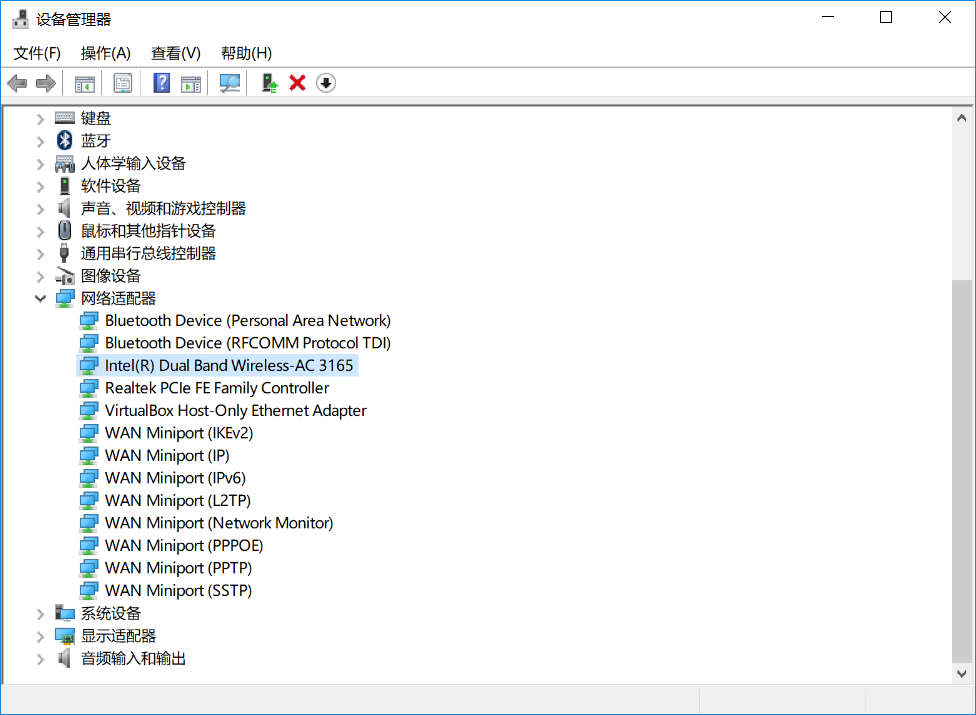 设备管理器
文件(F) 操作(A) 查看(V) 帮助(H)
键盘
蓝牙
人体学输入设备
软件设备
声音、视频和游戏控制器
鼠标和其他指针设备
通用串行总线控制器
图像设备
网络适配器
Bluetooth Device (Personal Area Network)
Bluetooth Device (RFCOMM Protocol TDI)
Intel(R) Dual Band Wireless-AC 3165
Realtek PCIe FE Family Controller
VirtualBox Host-Only Ethernet Adapter
WAN Miniport (IKEv2)
WAN Miniport (IP)
WAN Miniport (IPv6)
WAN Miniport (L2TP)
WAN Miniport (Network Monitor)
WAN Miniport (PPPOE)
WAN Miniport (PPTP)
WAN Miniport (SSTP)
系统设备
显示适配器
音频输入和输出